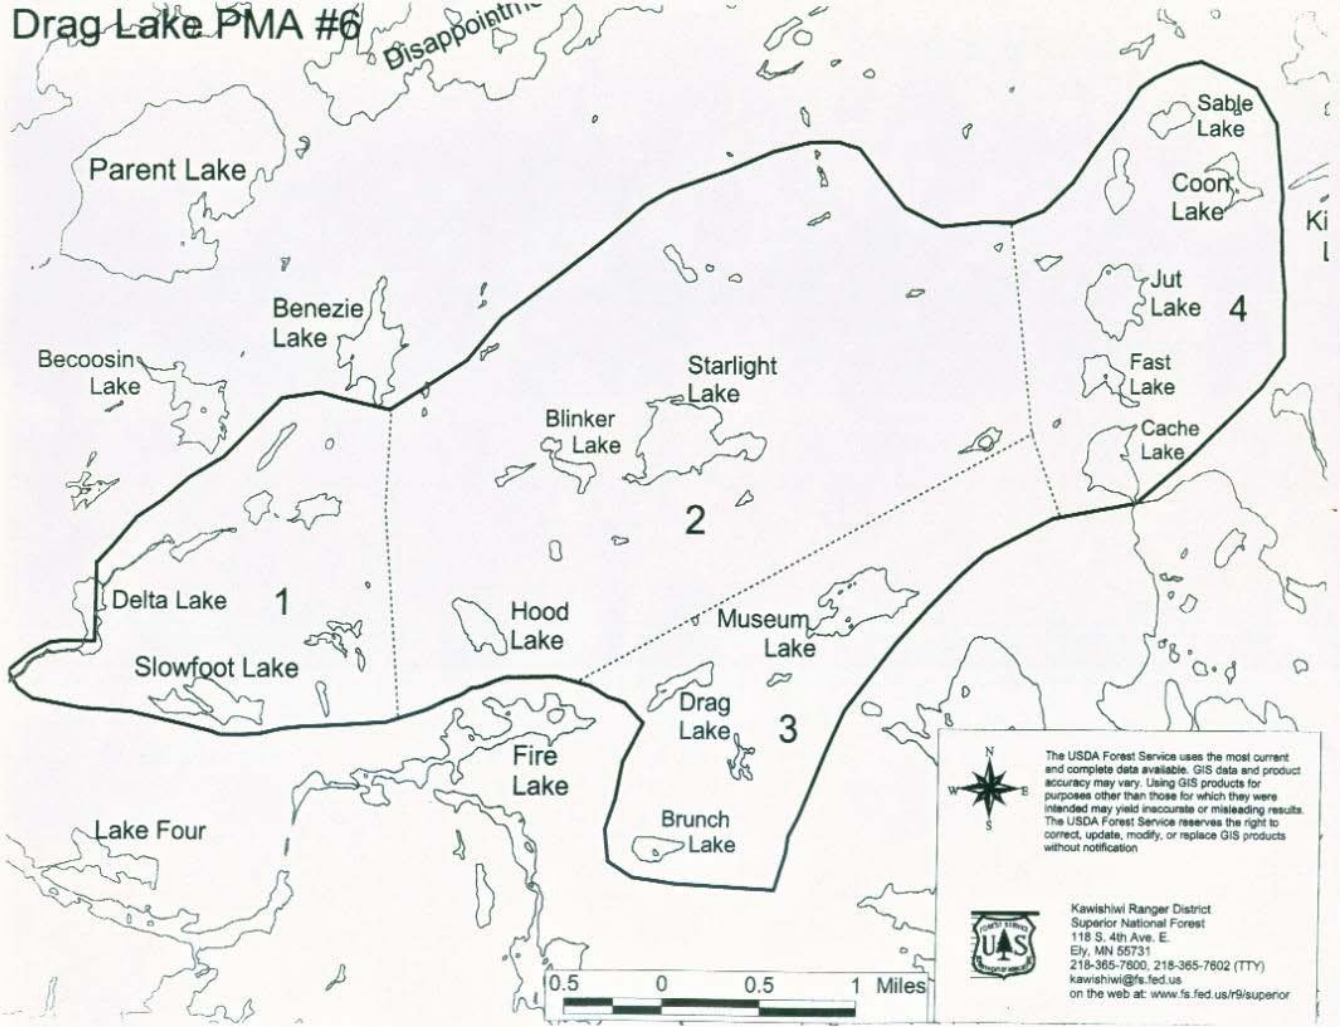 Drag Lake PMA #6
Parent Lake
Sable
Lake
Coon
Lake
Ki
L
Benezie
Lake
Jut
Lake
4
Becoosin
Lake
Starlight
Lake
Fast
Lake
Blinker
Lake
Cache
Lake
2
Delta Lake
1
Hood
Lake
Museum
Lake
Slowfoot Lake
Drag
Lake
3
Fire
Lake
Lake Four
Brunch
Lake
N
W
E
S
The USDA Forest Service uses the most current
and complete data available. GIS data and product
accuracy may vary. Using GIS products for
purposes other than those for which they were
intended may yield inaccurate or misleading results.
The USDA Forest Service reserves the right to
correct, update, modify, or replace GIS products
without notification
FOREST SERVICE
U S
Kawishiwi Ranger District
Superior National Forest
118 S. 4th Ave. E.
Ely, MN 55731
218-365-7600, 218-365-7602 (TTY)
kawishiwi@fs.fed.us
on the web at: www.fs.fed.us/r9/superior
0.5 0 0.5 1 Miles